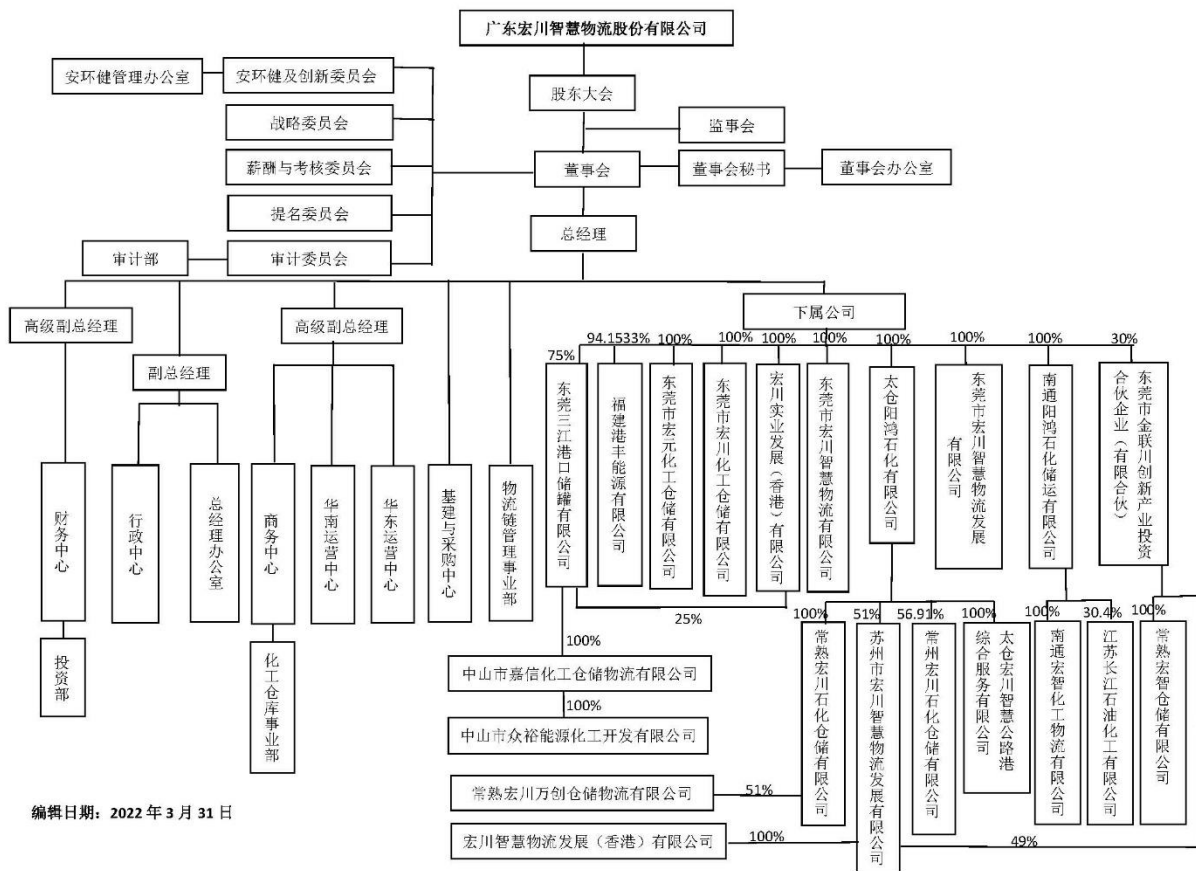 广东宏川智慧物流股份有限公司
安环健管理办公室
安环健及创新委员会
股东大会
战略委员会
监事会
薪酬与考核委员会
董事会
董事会秘书
董事会办公室
提名委员会
总经理
审计部
审计委员会
高级副总经理
高级副总经理
下属公司
副总经理
75%
94.1533%
100%
100%
100%
100%
100%
100%
100%
30%
东莞三江港口储罐有限公司
福建港丰能源有限公司
东莞市宏元化工仓储有限公司
东莞市宏川化工仓储有限公司
宏川实业发展（香港）有限公司
东莞市宏川智慧物流有限公司
太仓阳鸿石化有限公司
东莞市宏川智慧物流发展
有限公司
南通阳鸿石化储运有限公司
东莞市金联川创新产业投资
合伙企业（有限合伙）
财务中心
行政中心
总经理办公室
商务中心
华南运营中心
华东运营中心
基建与采购中心
物流链管理事业部
25%
投资部
化工仓库事业部
100%
中山市嘉信化工仓储物流有限公司
100%
中山市众裕能源化工开发有限公司
100%
51%
56.91%
100%
100%
30.4%
100%
常熟宏川石化仓储有限公司
苏州市宏川智慧物流发展有限公司
常州宏川石化仓储有限公司
太仓宏川智慧公路港
综合服务有限公司
南通宏智化工物流有限公司
江苏长江石油化工有限公司
常熟宏智仓储有限公司
常熟宏川万创仓储物流有限公司
51%
宏川智慧物流发展（香港）有限公司
100%
49%
编辑日期：2022 年 3 月 31 日